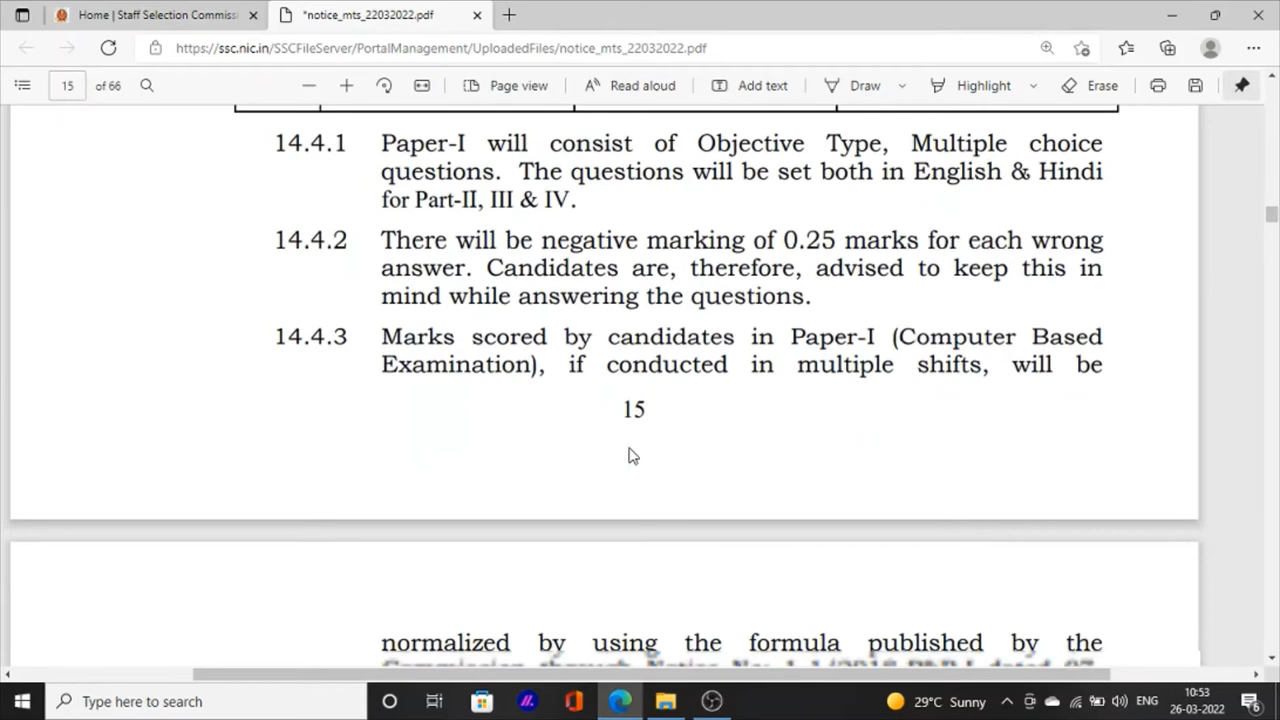 Home | Staff Selection Commiss
*notice_mts_22032022.pdf
https://ssc.nic.in/SSCFileServer/PortalManagement/UploadedFiles/notice_mts_22032022.pdf
15 of 66 Page view Read aloud Add text Draw Highlight Erase
14.4.1 Paper-I will consist of Objective Type, Multiple choice
questions. The questions will be set both in English & Hindi
for Part-II, III & IV.
14.4.2 There will be negative marking of 0.25 marks for each wrong
answer. Candidates are, therefore, advised to keep this in
mind while answering the questions.
14.4.3 Marks scored by candidates in Paper-I (Computer Based
Examination), if conducted in multiple shifts, will be
15
normalized by using the formula published by the
Type here to search
29°C Sunny
ENG
10:53
26-03-2022
6